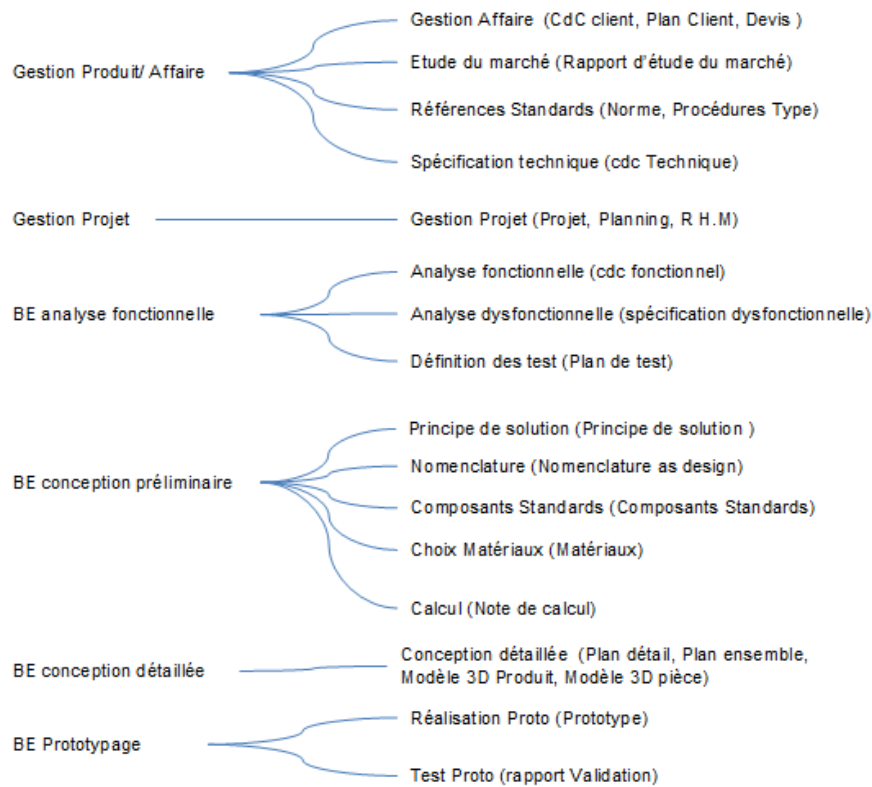 Gestion Produit/ Affaire
Gestion Affaire (CdC client, Plan Client, Devis )
Etude du marché (Rapport d'étude du marché)
Références Standards (Norme, Procédures Type)
Spécification technique (cdc Technique)
Gestion Projet
Gestion Projet (Projet, Planning, R H.M)
BE analyse fonctionnelle
Analyse fonctionnelle (cdc fonctionnel)
Analyse dysfonctionnelle (spécification dysfonctionnelle)
Définition des test (Plan de test)
BE conception préliminaire
Principe de solution (Principe de solution )
Nomenclature (Nomenclature as design)
Composants Standards (Composants Standards)
Choix Matériaux (Matériaux)
Calcul (Note de calcul)
BE conception détaillée
Conception détaillée (Plan détail, Plan ensemble,
Modèle 3D Produit, Modèle 3D pièce)
BE Prototypage
Réalisation Proto (Prototype)
Test Proto (rapport Validation)